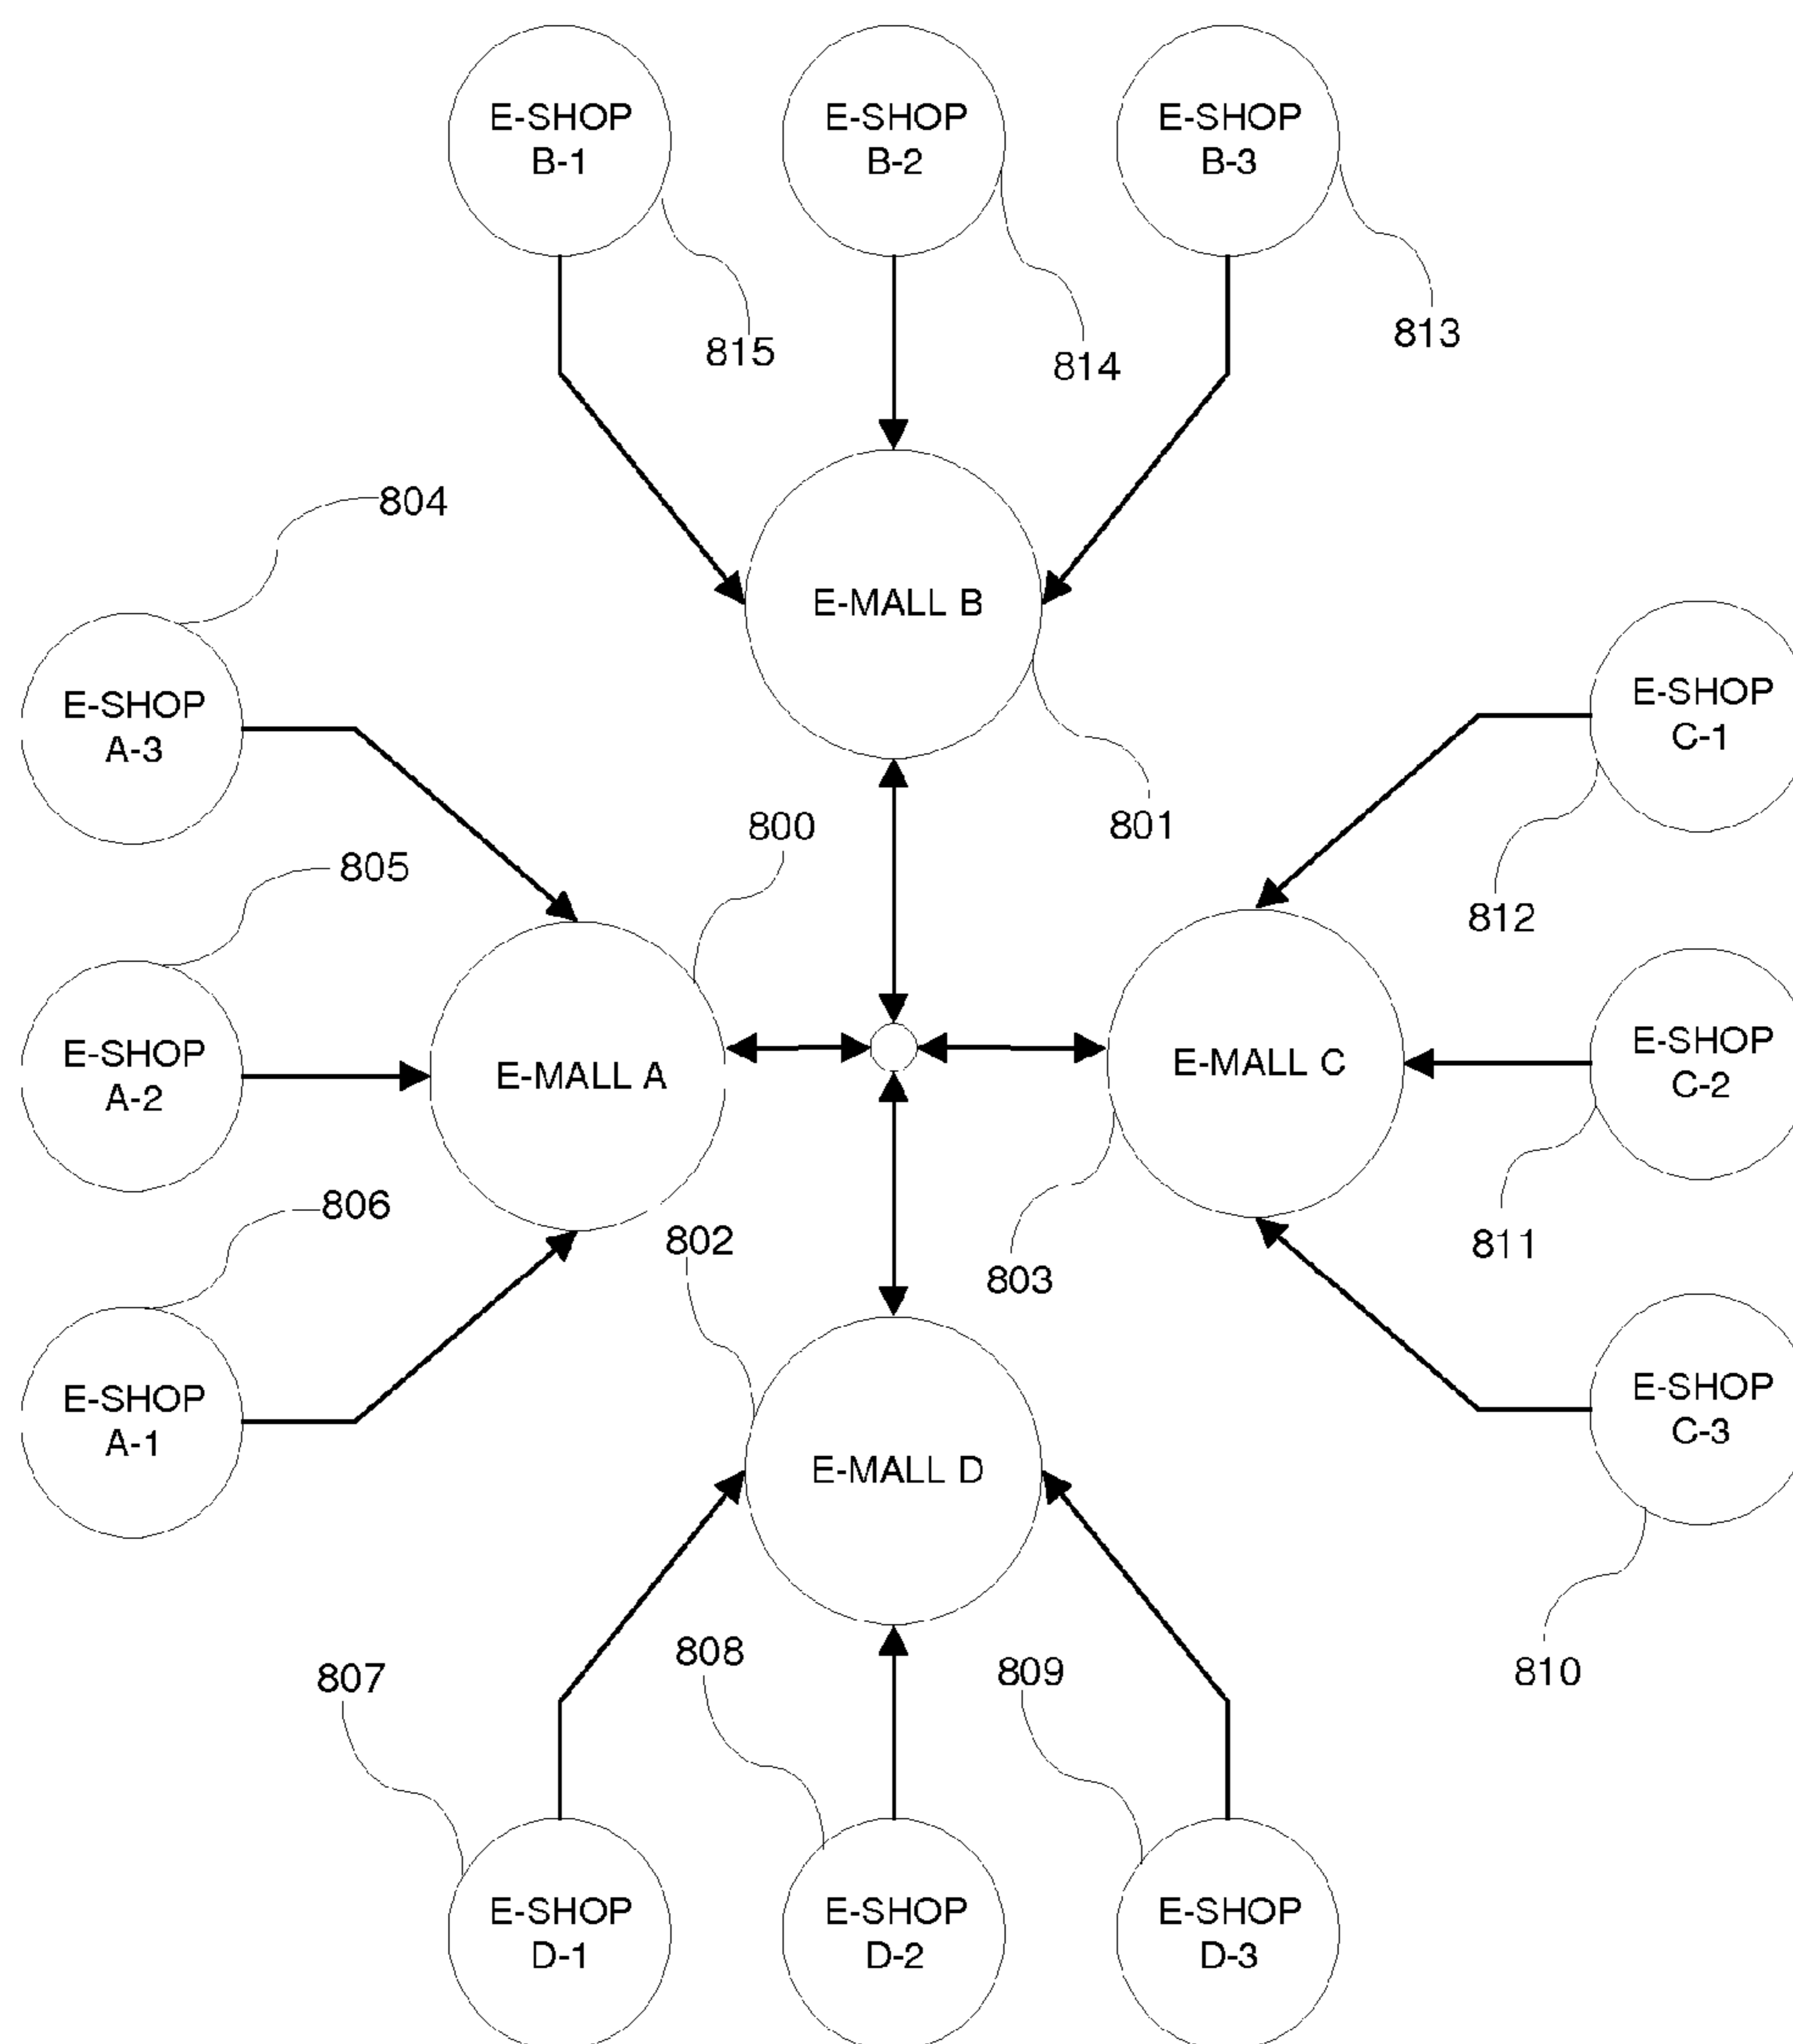 E-SHOP
B-1
E-SHOP
B-2
E-SHOP
B-3
815
814
813
804
E-MALL B
E-SHOP
A-3
E-SHOP
C-1
800
801
805
812
E-SHOP
A-2
E-MALL A
E-MALL C
E-SHOP
C-2
806
802
803
811
E-SHOP
A-1
E-SHOP
C-3
E-MALL D
807
808
809
810
E-SHOP
D-1
E-SHOP
D-2
E-SHOP
D-3